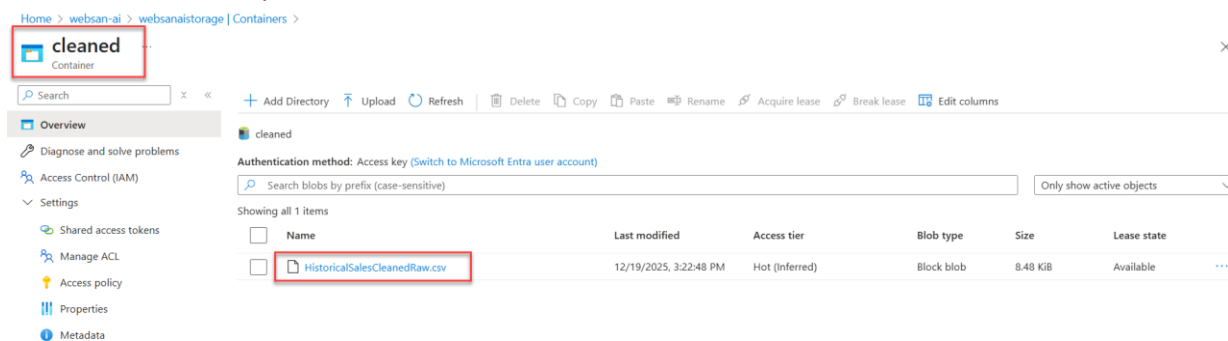 Home > websan-ai > websanaistorage | Containers >
cleaned ...
Container
Search
Overview
Diagnose and solve problems
Access Control (IAM)
Settings
Shared access tokens
Manage ACL
Access policy
Properties
Metadata
Add Directory Upload Refresh Delete Copy Paste Rename Acquire lease Break lease Edit columns
cleaned
Authentication method: Access key (Switch to Microsoft Entra user account)
Search blobs by prefix (case-sensitive) Only show active objects
Showing all 1 items
Name Last modified Access tier Blob type Size Lease state
HistoricalSalesCleanedRaw.csv 12/19/2025, 3:22:48 PM Hot (Inferred) Block blob 8.48 KiB Available ...